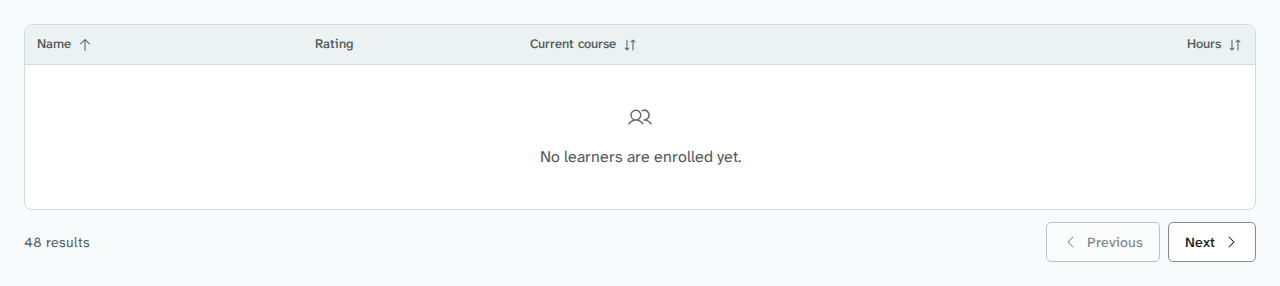 Name Rating Current course Hours
No learners are enrolled yet.
48 results Previous Next